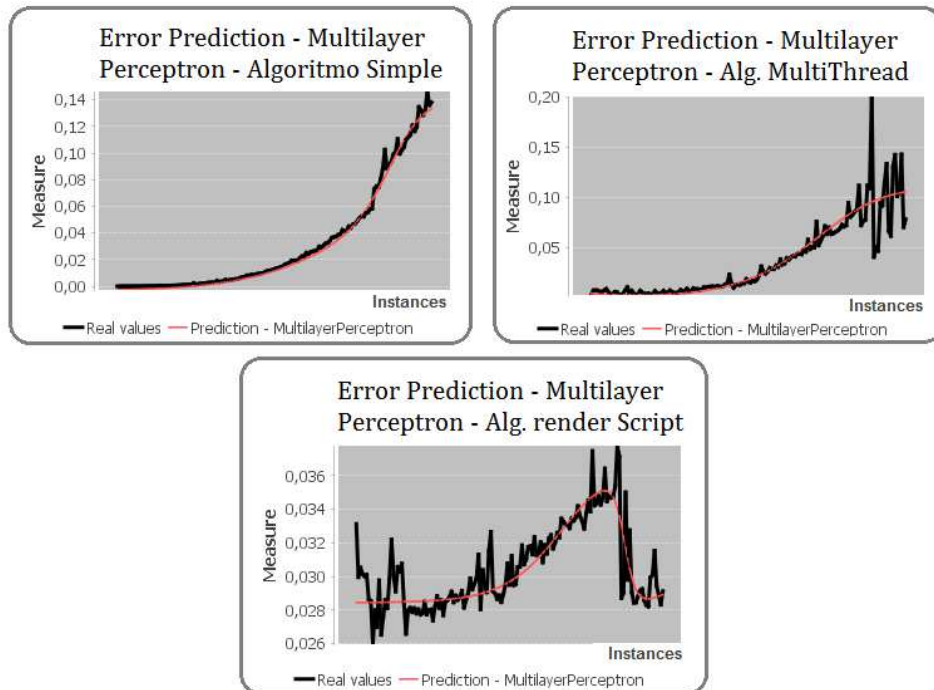 Error Prediction - Multilayer
Perceptron - Algoritmo Simple
0,14
0,12
0,10
0,08
0,06
0,04
0,02
0,00
Measure
Instances
Real values Prediction - MultilayerPerceptron
Error Prediction - Multilayer
Perceptron - Alg. MultiThread
0,20
0,15
0,10
0,05
Measure
Instances
Real values Prediction - MultilayerPerceptron
Error Prediction - Multilayer
Perceptron - Alg. render Script
0,036
0,034
0,032
0,030
0,028
0,026
Measure
Instances
Real values Prediction - MultilayerPerceptron